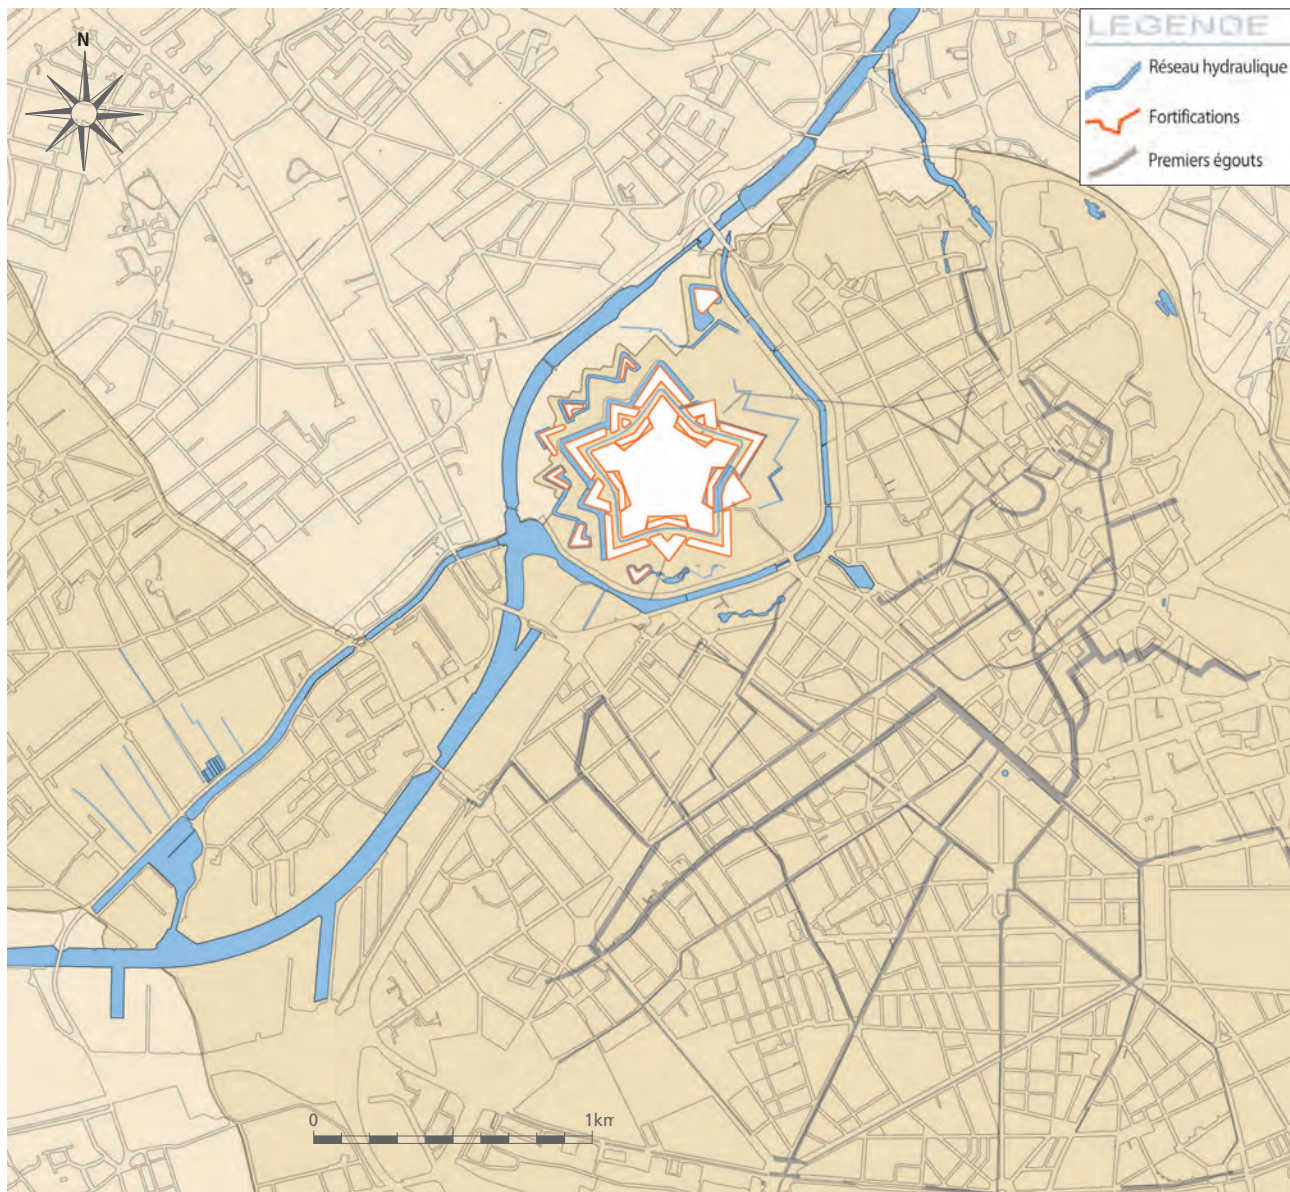 N
LEGENDE
Réseau hydraulique
Fortifications
Premiers égouts
0 1km